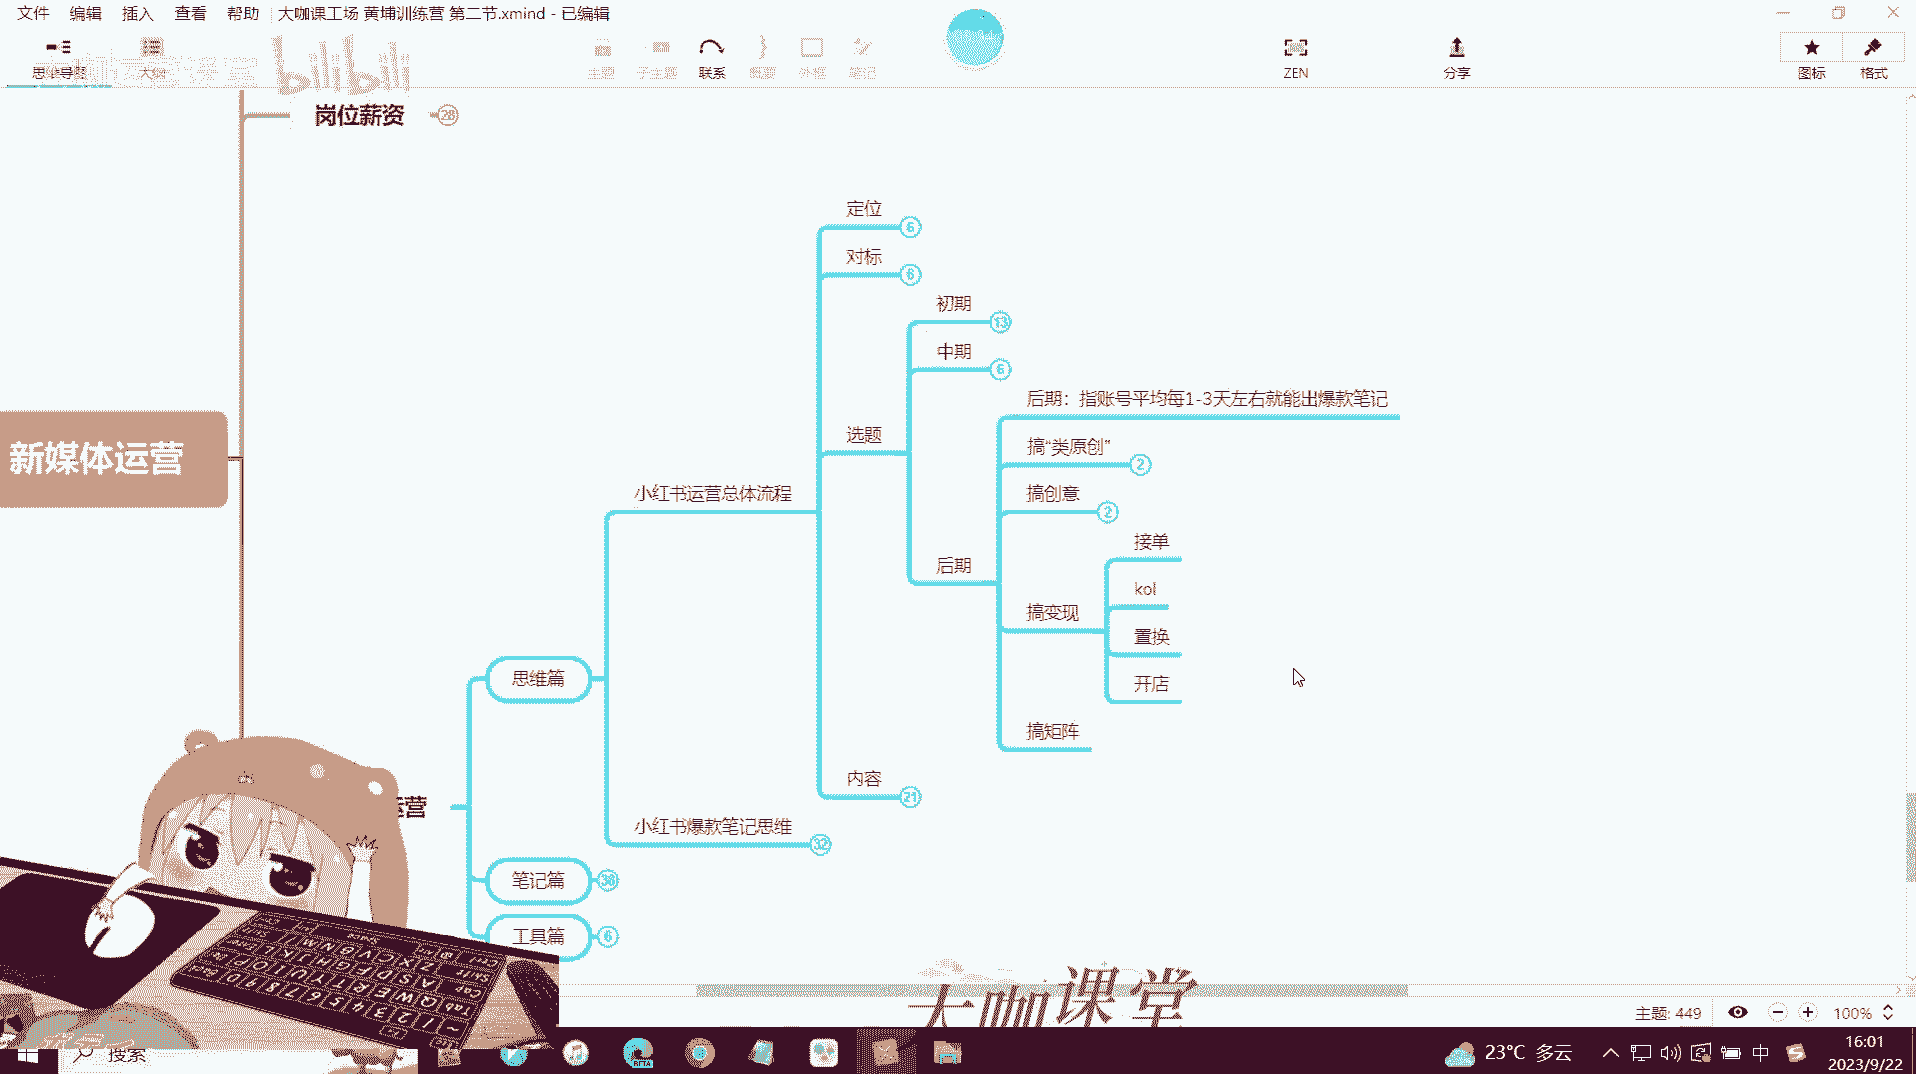 文件 编辑 插入 查看 帮助 大咖课工场 黄埔训练营 第二节.xmind - 已编辑
思维导图 大纲 bilibili 主题 子主题 联系 概要 外框 笔记 ZEN 分享 图标 格式
岗位薪资 28
定位 6
对标 6
初期 13
中期 6
后期：指账号平均每1-3天左右就能出爆款笔记
选题
搞“类原创” 2
新媒体运营
小红书运营总体流程
搞创意 2
接单
后期
kol
搞变现
置换
思维篇
开店
搞矩阵
内容 21
运营
小红书爆款笔记思维 32
笔记篇 36
工具篇 6
大咖课堂
主题: 449 100%
搜索
BETA
23°C 多云
中
16:01
2023/9/22